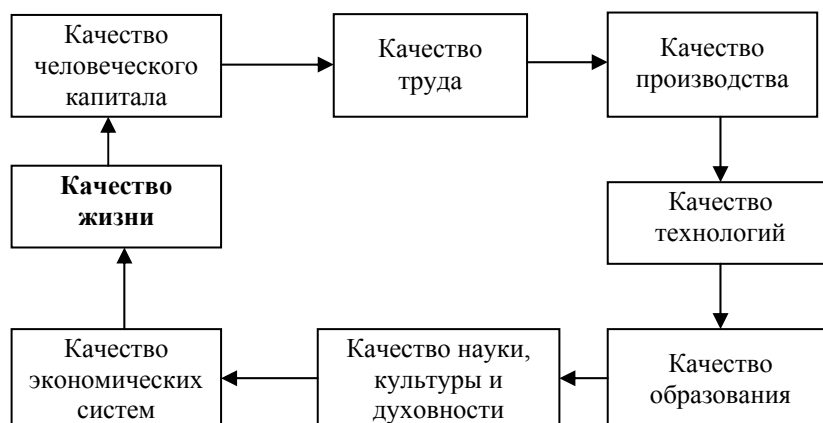 Качество
человеческого
капитала
Качество
труда
Качество
производства
Качество
жизни
Качество
технологий
Качество
экономических
систем
Качество науки,
культуры и
духовности
Качество
образования